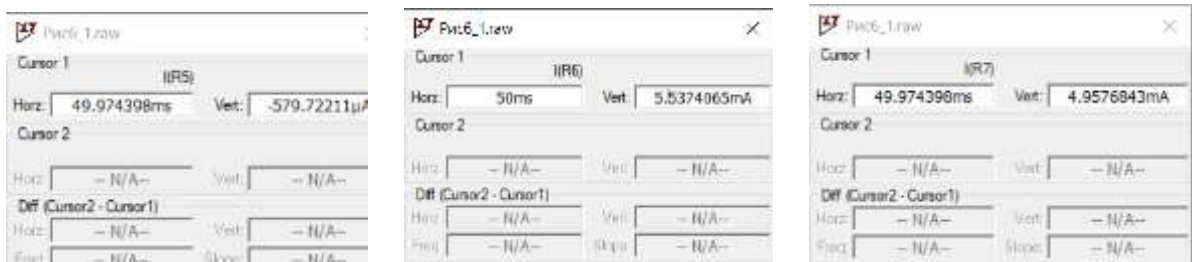 Рис6_1.raw
Cursor 1
I(R5)
Horz: 49.974398ms Vert: -579.72211µA
Cursor 2
Horz: -- N/A-- Vert: -- N/A--
Diff (Cursor2 - Cursor1)
Horz: -- N/A-- Vert: -- N/A--
Freq: -- N/A-- Slope: -- N/A--
Рис6_1.raw
Cursor 1
I(R6)
Horz: 50ms Vert: 5.5374065mA
Cursor 2
Horz: -- N/A-- Vert: -- N/A--
Diff (Cursor2 - Cursor1)
Horz: -- N/A-- Vert: -- N/A--
Freq: -- N/A-- Slope: -- N/A--
Рис6_1.raw
Cursor 1
I(R7)
Horz: 49.974398ms Vert: 4.9576843mA
Cursor 2
Horz: -- N/A-- Vert: -- N/A--
Diff (Cursor2 - Cursor1)
Horz: -- N/A-- Vert: -- N/A--
Freq: -- N/A-- Slope: -- N/A--